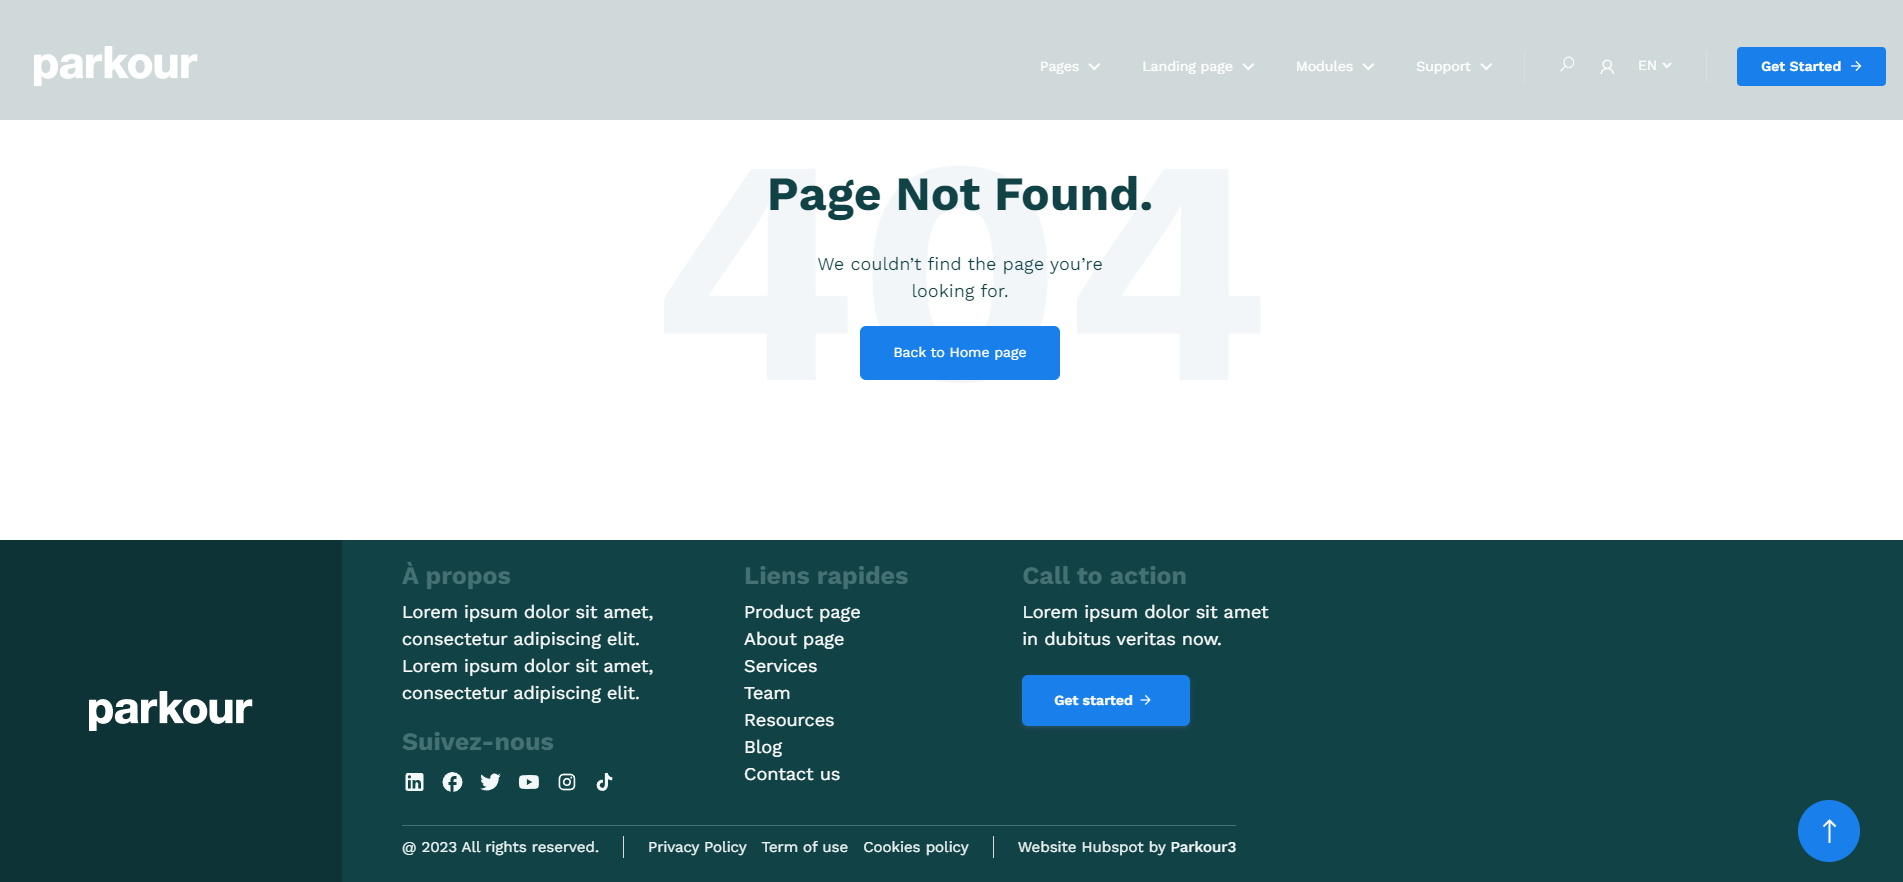 parkour
Pages
Landing page
Modules
Support
EN
Get Started →
404
Page Not Found.
We couldn’t find the page you’re
looking for.
Back to Home page
parkour
À propos
Lorem ipsum dolor sit amet,
consectetur adipiscing elit.
Lorem ipsum dolor sit amet,
consectetur adipiscing elit.
Suivez-nous
Liens rapides
Product page
About page
Services
Team
Resources
Blog
Contact us
Call to action
Lorem ipsum dolor sit amet
in dubitus veritas now.
Get started →
@ 2023 All rights reserved.
Privacy Policy Term of use Cookies policy
Website Hubspot by Parkour3